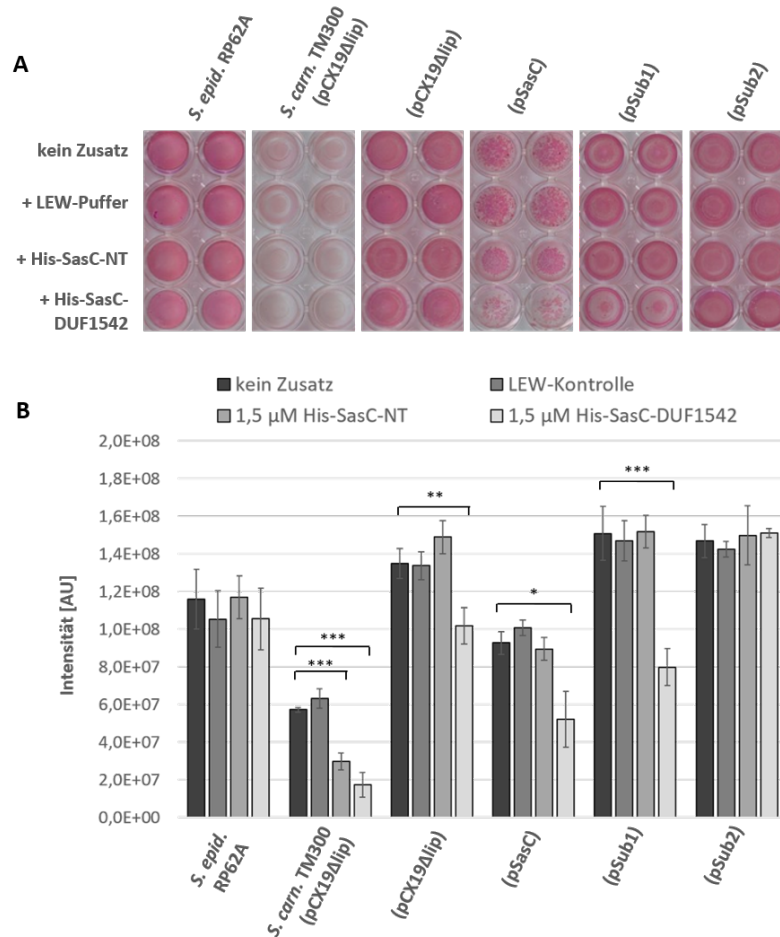 A
S. epid. RP62A
S. carn. TM300
(pCX19Δlip)
(pCX19Δlip)
(pSasC)
(pSub1)
(pSub2)
kein Zusatz
+ LEW-Puffer
+ His-SasC-NT
+ His-SasC-
DUF1542
B
kein Zusatz
LEW-Kontrolle
1,5 µM His-SasC-NT
1,5 µM His-SasC-DUF1542
Intensität [AU]
2,0E+08
1,8E+08
1,6E+08
1,4E+08
1,2E+08
1,0E+08
8,0E+07
6,0E+07
4,0E+07
2,0E+07
0,0E+00
***
***
**
*
***
S. epid.
RP62A
S. carn. TM300
(pCX19Δlip)
(pCX19Δlip)
(pSasC)
(pSub1)
(pSub2)